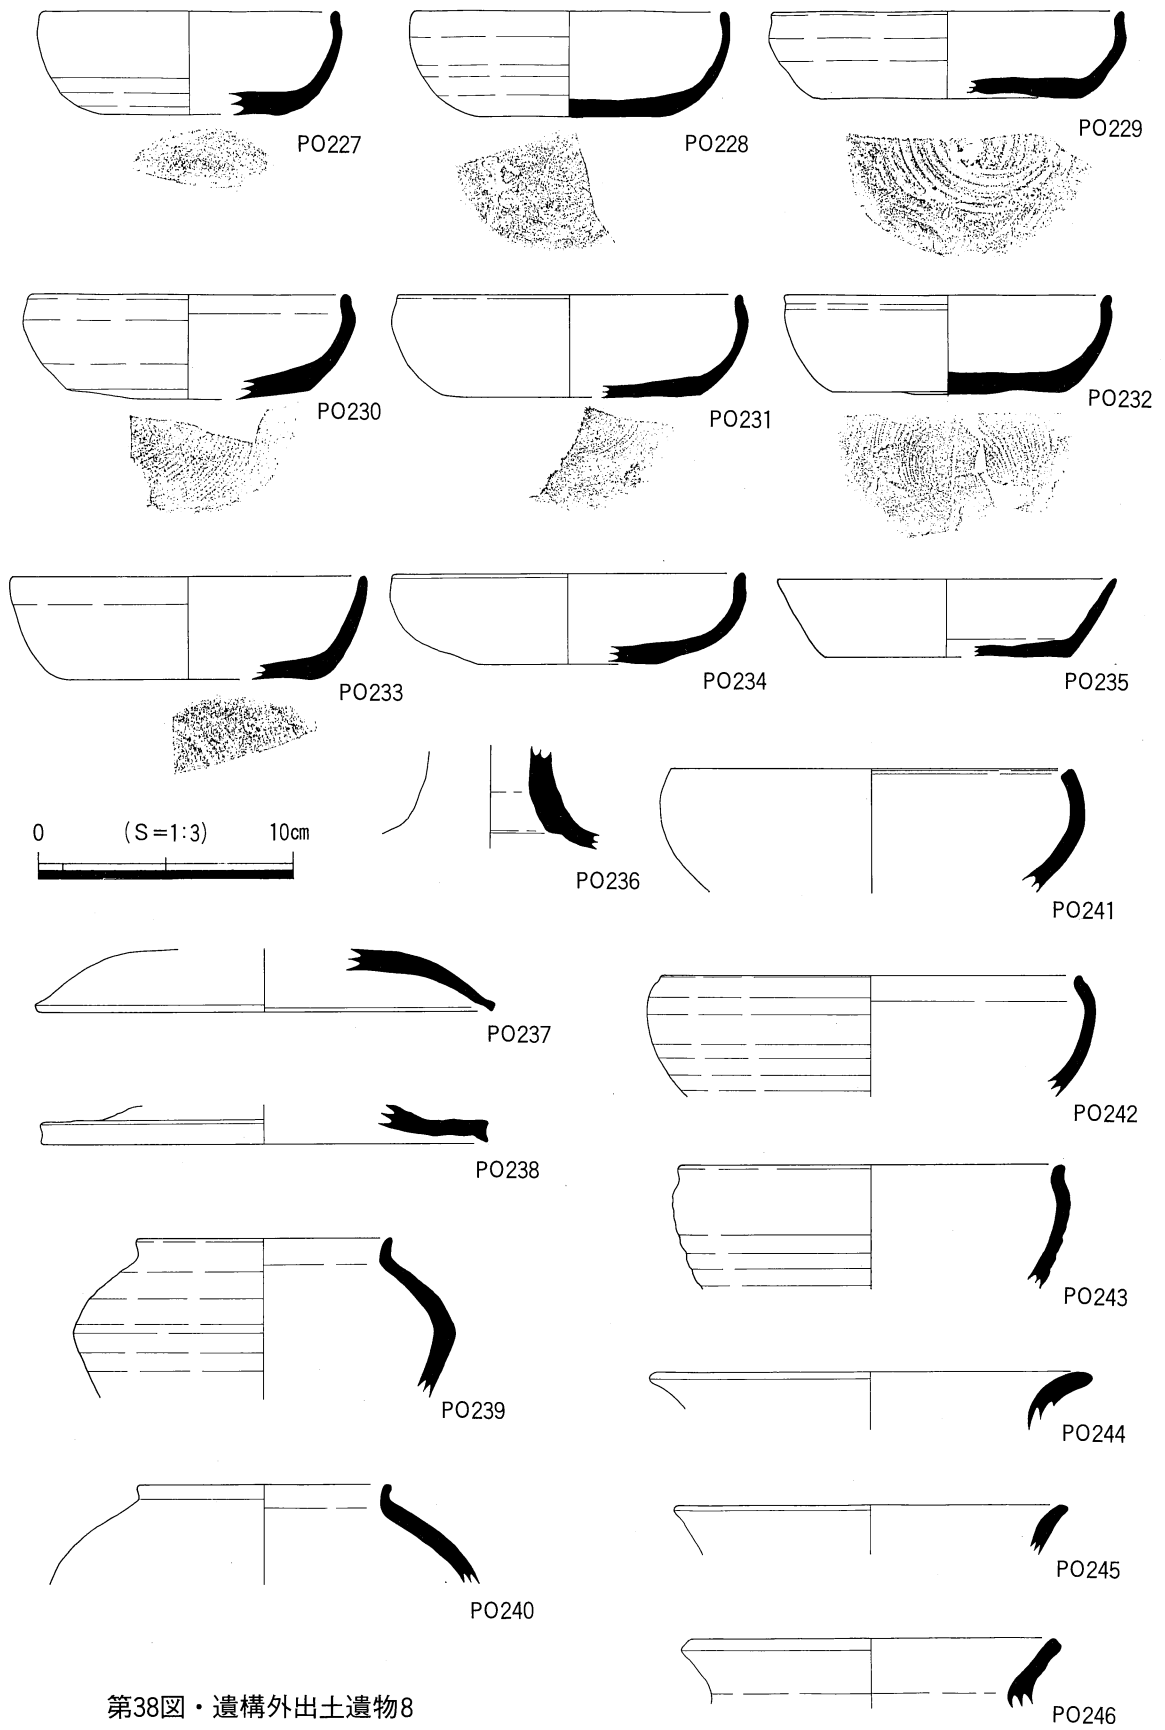 PO227
PO228
PO229
PO230
PO231
PO232
PO233
PO234
PO235
0 (S=1:3) 10cm
PO236
PO241
PO237
PO242
PO238
PO243
PO239
PO244
PO240
PO245
PO246
第38図・遺構外出土遺物8